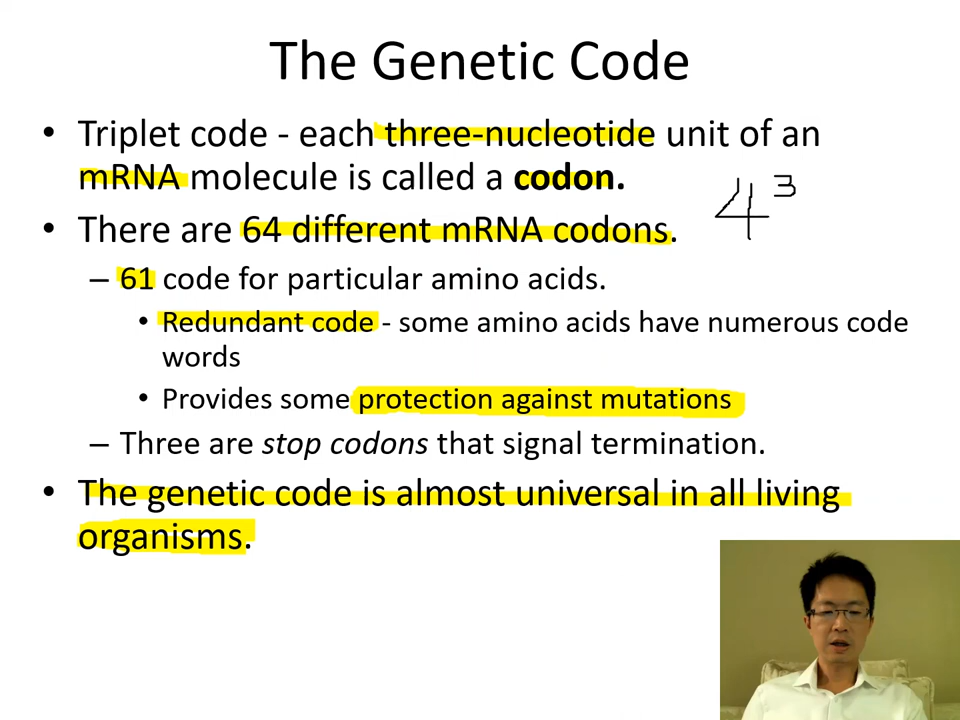 The Genetic Code
• Triplet code - each three-nucleotide unit of an
mRNA molecule is called a codon.
4³
• There are 64 different mRNA codons.
– 61 code for particular amino acids.
• Redundant code - some amino acids have numerous code
words
• Provides some protection against mutations
– Three are stop codons that signal termination.
• The genetic code is almost universal in all living
organisms.